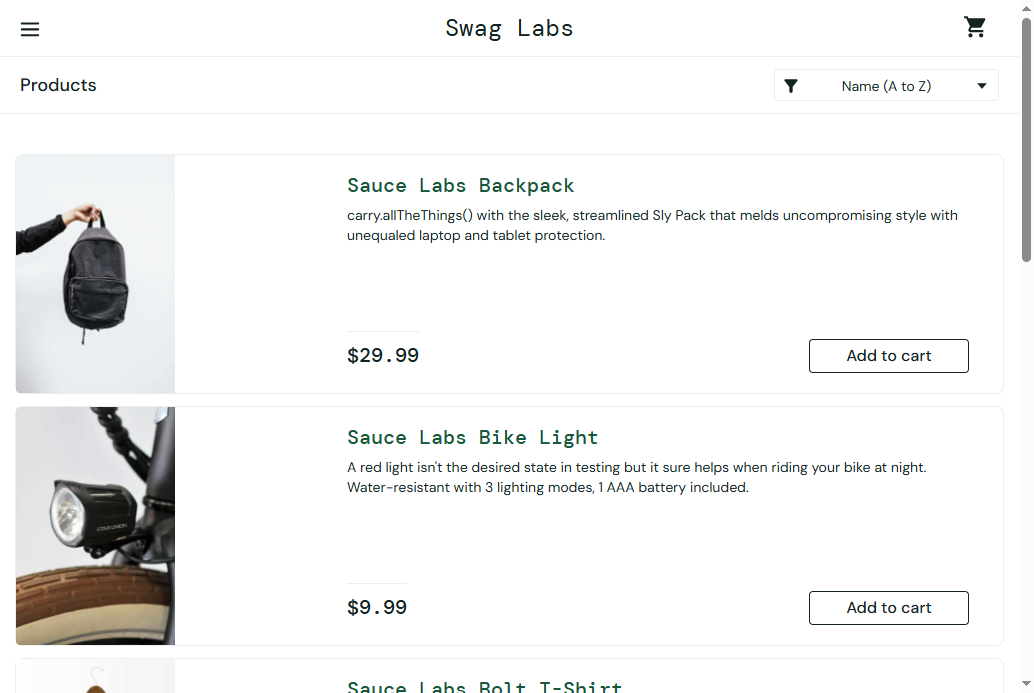 Swag Labs
Products
Name (A to Z)
Sauce Labs Backpack
carry.allTheThings() with the sleek, streamlined Sly Pack that melds uncompromising style with
unequaled laptop and tablet protection.
$29.99
Add to cart
Sauce Labs Bike Light
A red light isn't the desired state in testing but it sure helps when riding your bike at night.
Water-resistant with 3 lighting modes, 1 AAA battery included.
$9.99
Add to cart
Sauce Labs Bolt T-Shirt